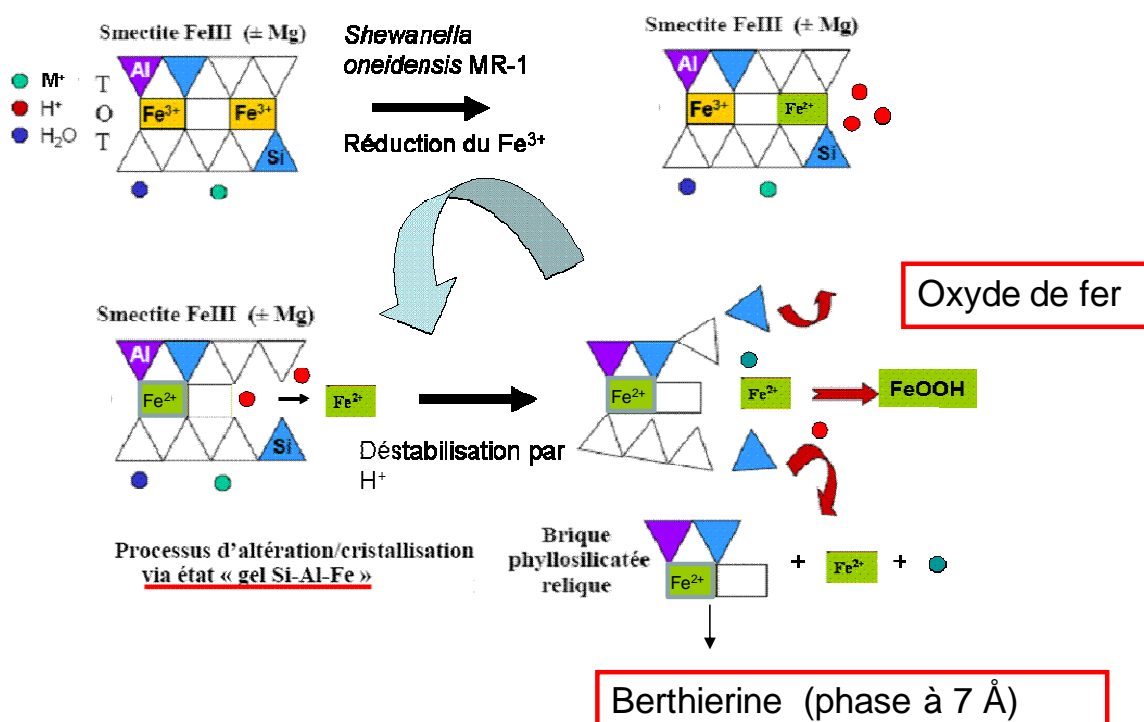 Smectite FeIII (± Mg)
M⁺
H⁺
H₂O
T
O
T
Al
Fe³⁺
Fe³⁺
Si
Shewanella
oneidensis MR-1
Réduction du Fe³⁺
Smectite FeIII (± Mg)
Al
Fe³⁺
Fe²⁺
Si
Oxyde de fer
Smectite FeIII (± Mg)
Al
Fe²⁺
Fe²⁺
Si
Déstabilisation par
H⁺
Fe²⁺
Fe²⁺
FeOOH
Processus d'altération/cristallisation
via état « gel Si-Al-Fe »
Brique
phyllosilicatée
relique
Fe²⁺
+
Fe²⁺
+
Berthierine (phase à 7 Å)